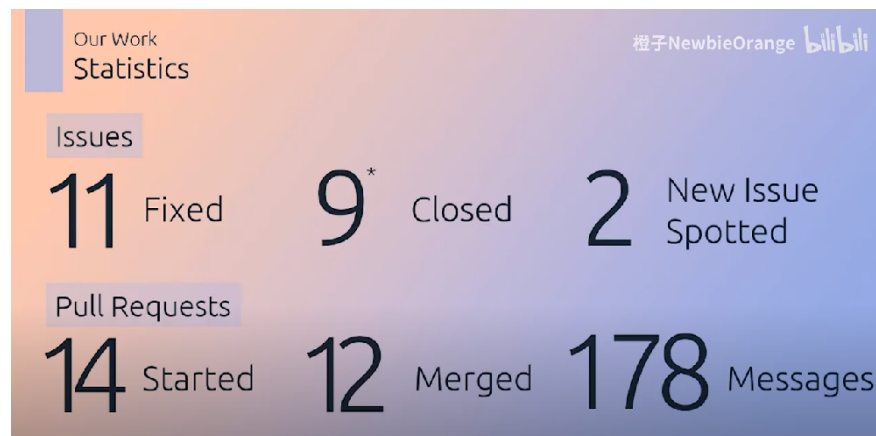 Our Work
Statistics
橙子NewbieOrange bilibili
Issues
11 Fixed
9* Closed
2 New Issue Spotted
Pull Requests
14 Started
12 Merged
178 Messages